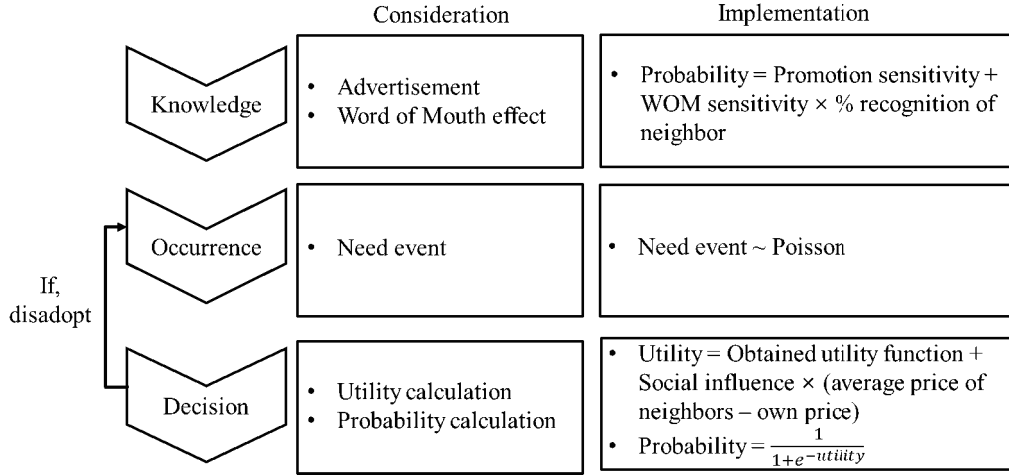 Consideration
Implementation
Knowledge
• Advertisement
• Word of Mouth effect
• Probability = Promotion sensitivity +
WOM sensitivity × % recognition of
neighbor
Occurrence
• Need event
• Need event ~ Poisson
If,
disadopt
Decision
• Utility calculation
• Probability calculation
• Utility = Obtained utility function +
Social influence × (average price of
neighbors – own price)
• Probability = \frac{1}{1+e^{-utility}}